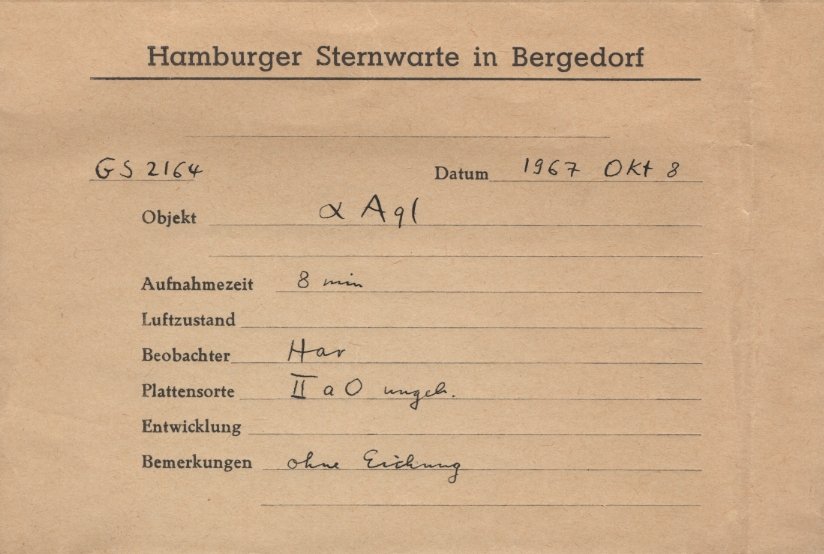 Hamburger Sternwarte in Bergedorf
GS 2164 Datum 1967 Okt 8
Objekt α Aql
Aufnahmezeit 8 min
Luftzustand
Beobachter Har
Plattensorte II a O ungeh.
Entwicklung
Bemerkungen ohne Eichung